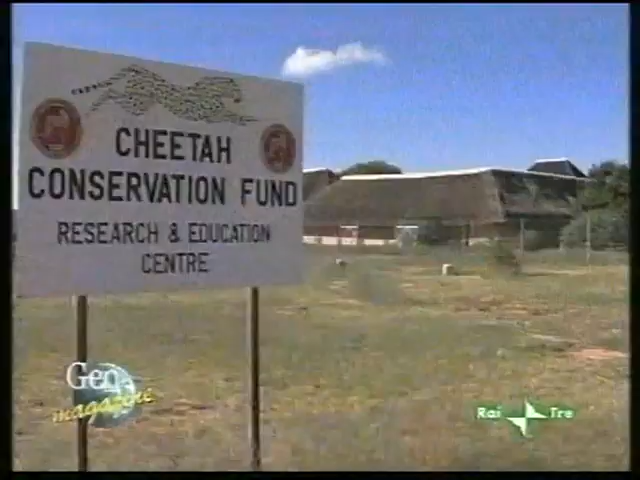 CHEETAH
CONSERVATION FUND
RESEARCH & EDUCATION
CENTRE
Geo
magazine
Rai Tre